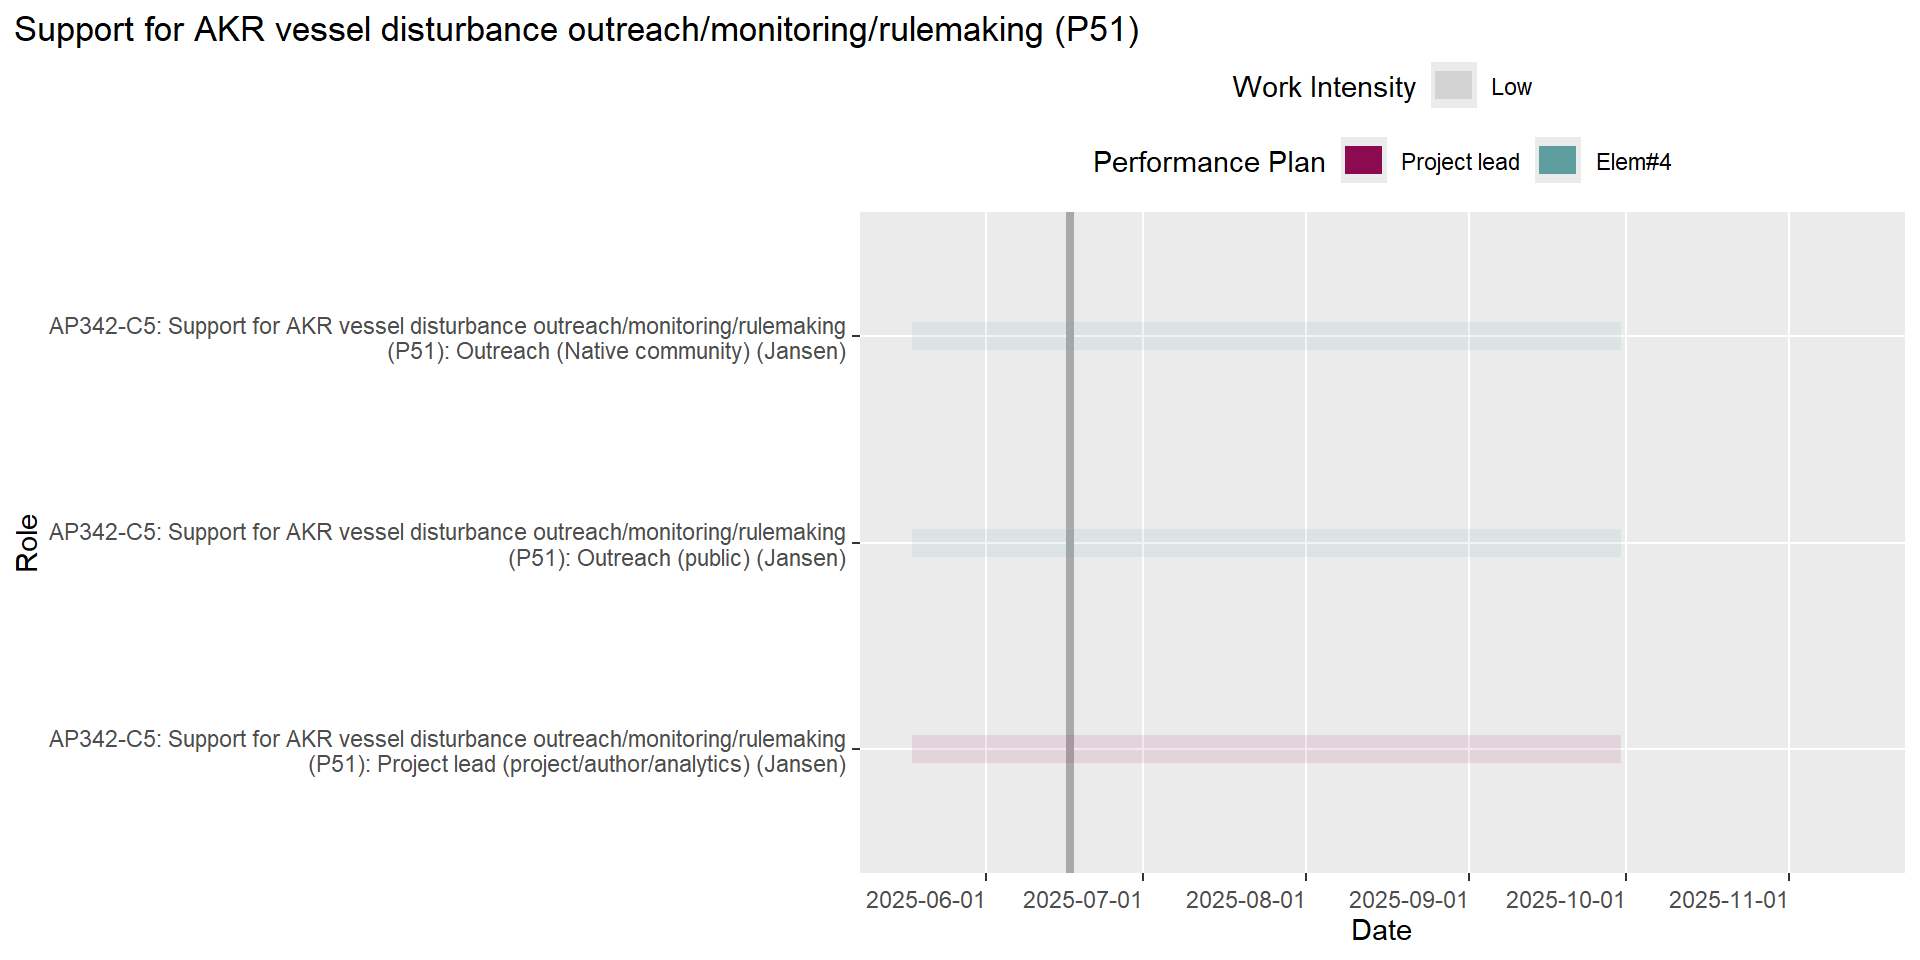 Support for AKR vessel disturbance outreach/monitoring/rulemaking (P51)
Work Intensity Low
Performance Plan Project lead Elem#4
Role
AP342-C5: Support for AKR vessel disturbance outreach/monitoring/rulemaking
(P51): Outreach (Native community) (Jansen)
AP342-C5: Support for AKR vessel disturbance outreach/monitoring/rulemaking
(P51): Outreach (public) (Jansen)
AP342-C5: Support for AKR vessel disturbance outreach/monitoring/rulemaking
(P51): Project lead (project/author/analytics) (Jansen)
2025-06-01 2025-07-01 2025-08-01 2025-09-01 2025-10-01 2025-11-01
Date